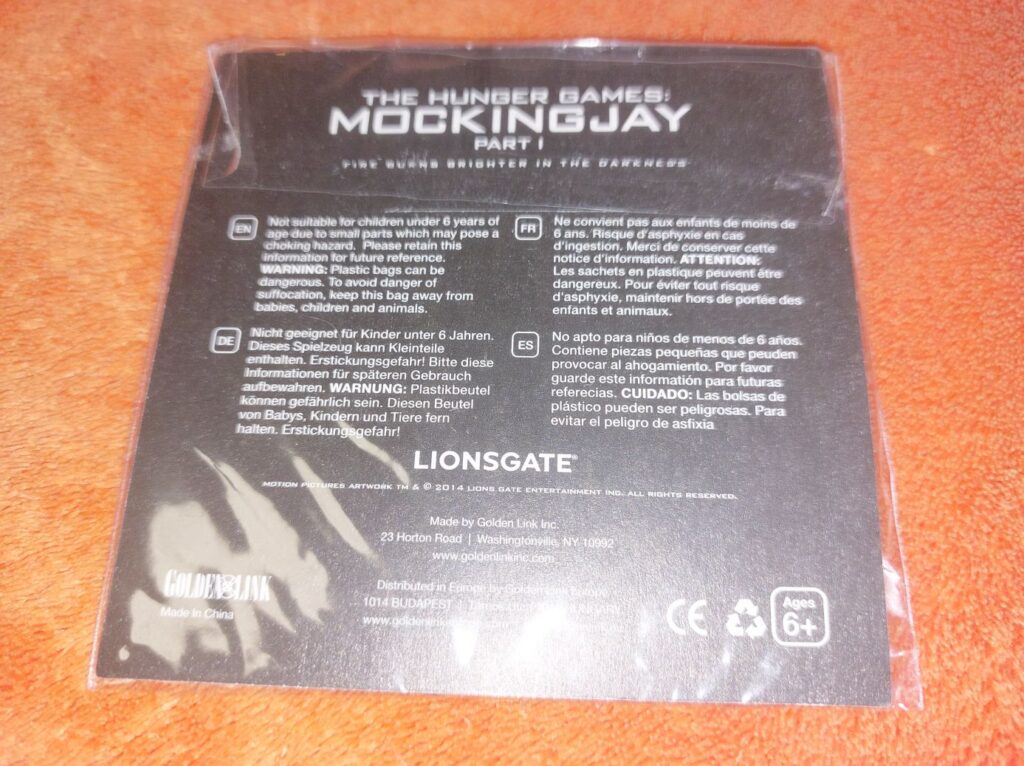 THE HUNGER GAMES:
MOCKINGJAY
PART 1
FIRE BURNS BRIGHTER IN THE DARKNESS
EN
Not suitable for children under 6 years of
age due to small parts which may pose a
choking hazard. Please retain this
information for future reference.
WARNING: Plastic bags can be
dangerous. To avoid danger of
suffocation, keep this bag away from
babies, children and animals.
FR
Ne convient pas aux enfants de moins de
6 ans. Risque d'asphyxie en cas
d'ingestion. Merci de conserver cette
notice d'information. ATTENTION:
Les sachets en plastique peuvent être
dangereux. Pour éviter tout risque
d'asphyxie, maintenir hors de portée des
enfants et animaux.
DE
Nicht geeignet für Kinder unter 6 Jahren.
Dieses Spielzeug kann Kleinteile
enthalten. Erstickungsgefahr! Bitte diese
Informationen für späteren Gebrauch
aufbewahren. WARNUNG: Plastikbeutel
können gefährlich sein. Diesen Beutel
von Babys, Kindern und Tiere fern
halten. Erstickungsgefahr!
ES
No apto para niños de menos de 6 años.
Contiene piezas pequeñas que peuden
provocar al ahogamiento. Por favor
guarde este información para futuras
referecias. CUIDADO: Las bolsas de
plástico pueden ser peligrosas. Para
evitar el peligro de asfixia
LIONSGATE®
MOTION PICTURES ARTWORK TM & © 2014 LIONS GATE ENTERTAINMENT INC. ALL RIGHTS RESERVED.
Made by Golden Link Inc.
23 Horton Road | Washingtonville, NY 10992
www.goldenlinkinc.com
GOLDEN LINK
Made in China
Distributed in Europe by Golden Link Europe
1014 BUDAPEST |
CE
Ages
6+